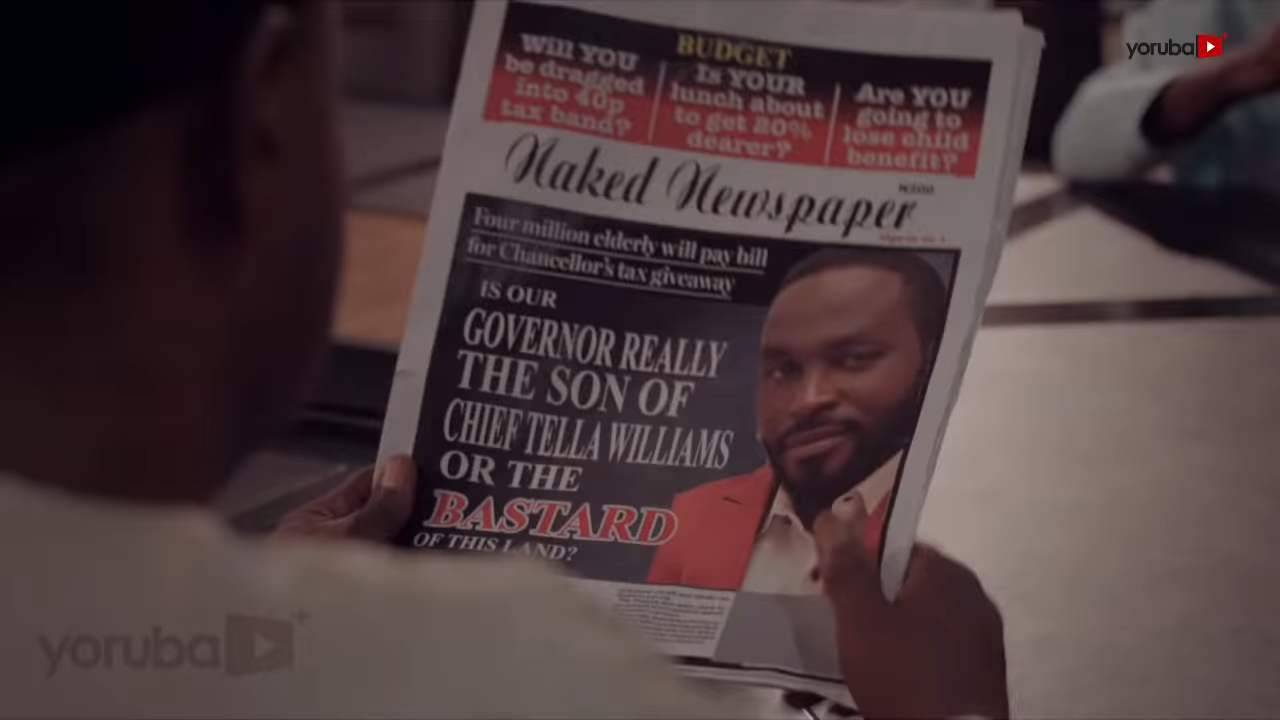 yoruba
BUDGET
Will YOU
be dragged
into 40p
tax band?
Is YOUR
lunch about
to get 20%
dearer?
Are YOU
going to
lose child
benefit?
Naked Newspaper
₦200
Four million elderly will pay bill
for Chancellor's tax giveaway
IS OUR
GOVERNOR REALLY
THE SON OF
CHIEF TELLA WILLIAMS
OR THE
BASTARD
OF THIS LAND?
yoruba